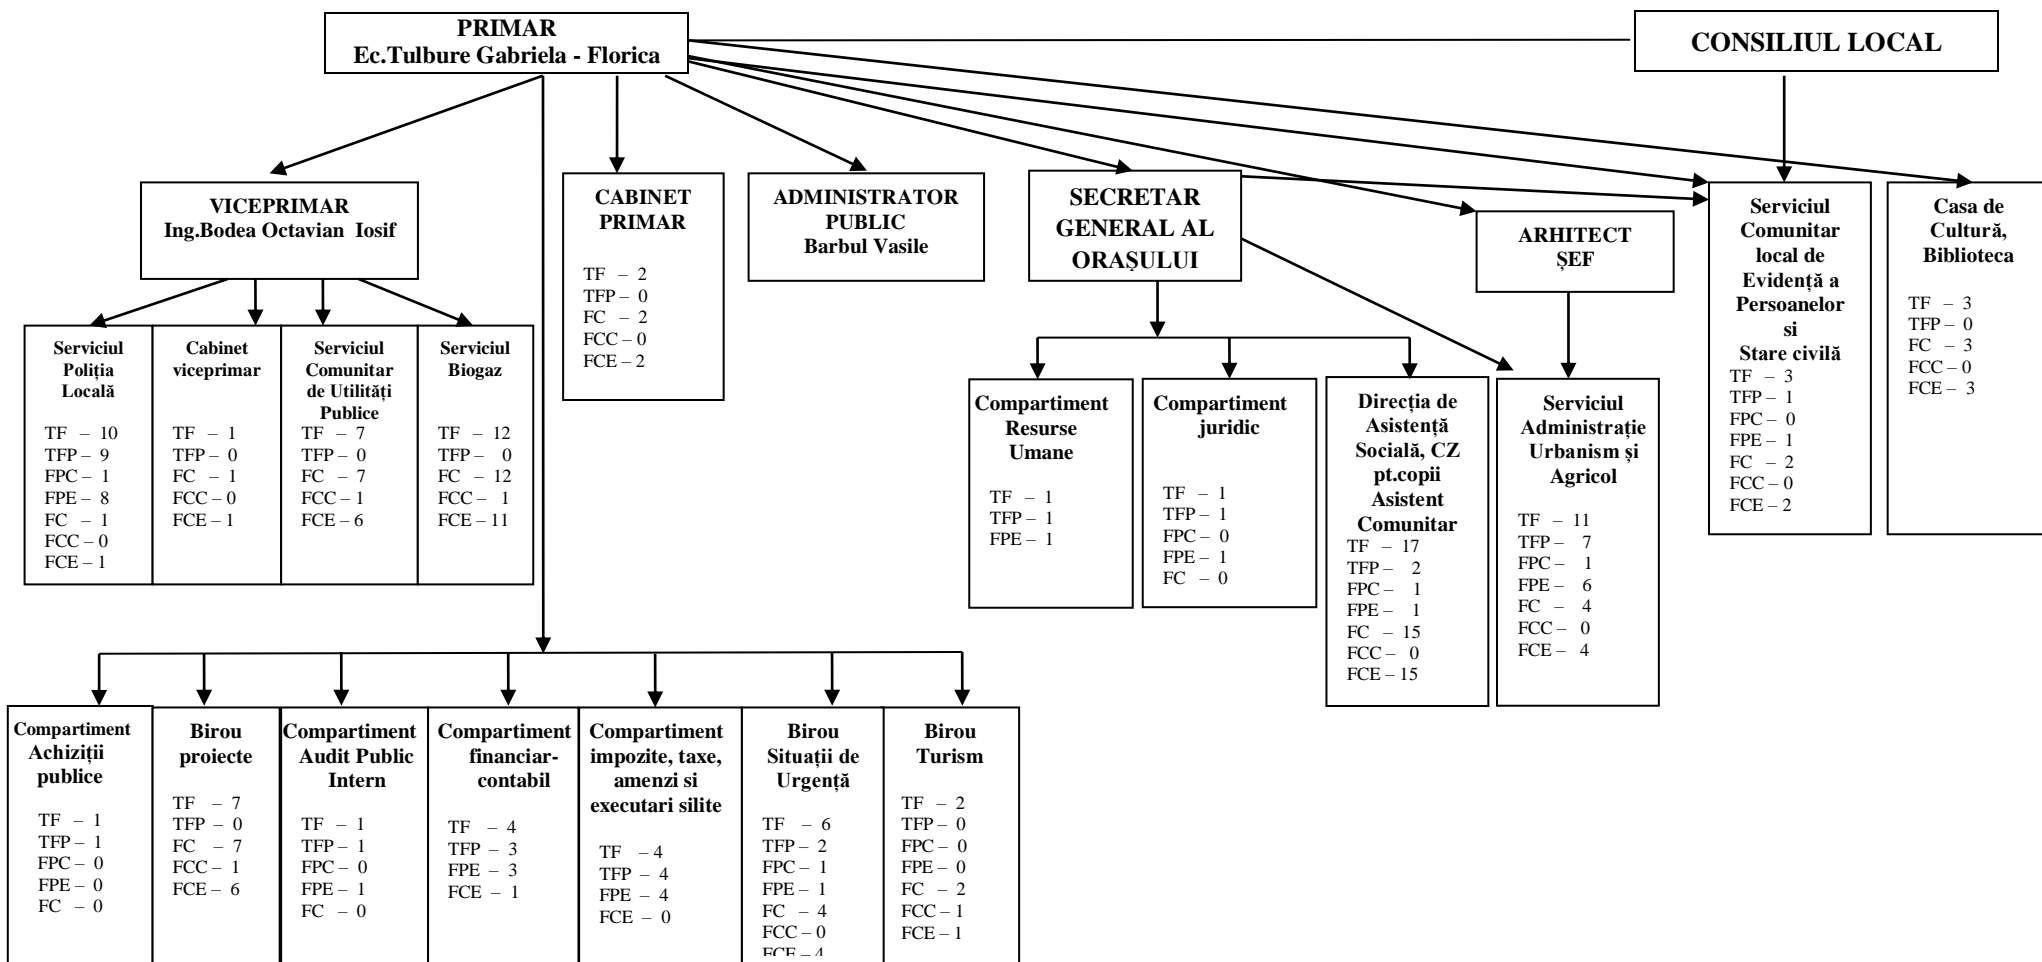 PRIMAR
Ec.Tulbure Gabriela - Florica
CONSILIUL LOCAL
VICEPRIMAR
Ing.Bodea Octavian Iosif
CABINET
PRIMAR
TF – 2
TFP – 0
FC – 2
FCC – 0
FCE – 2
ADMINISTRATOR
PUBLIC
Barbul Vasile
SECRETAR
GENERAL AL
ORAȘULUI
ARHITECT
ȘEF
Serviciul
Comunitar
local de
Evidență a
Persoanelor
si
Stare civilă
TF – 3
TFP – 1
FPC – 0
FPE – 1
FC – 2
FCC – 0
FCE – 2
Casa de
Cultură,
Biblioteca
TF – 3
TFP – 0
FC – 3
FCC – 0
FCE – 3
Serviciul
Poliția
Locală
TF – 10
TFP – 9
FPC – 1
FPE – 8
FC – 1
FCC – 0
FCE – 1
Cabinet
viceprimar
TF – 1
TFP – 0
FC – 1
FCC – 0
FCE – 1
Serviciul
Comunitar
de Utilități
Publice
TF – 7
TFP – 0
FC – 7
FCC – 1
FCE – 6
Serviciul
Biogaz
TF – 12
TFP – 0
FC – 12
FCC – 1
FCE – 11
Compartiment
Resurse
Umane
TF – 1
TFP – 1
FPE – 1
Compartiment
juridic
TF – 1
TFP – 1
FPC – 0
FPE – 1
FC – 0
Direcția de
Asistență
Socială, CZ
pt.copii
Asistent
Comunitar
TF – 17
TFP – 2
FPC – 1
FPE – 1
FC – 15
FCC – 0
FCE – 15
Serviciul
Administrație
Urbanism și
Agricol
TF – 11
TFP – 7
FPC – 1
FPE – 6
FC – 4
FCC – 0
FCE – 4
Compartiment
Achiziții
publice
TF – 1
TFP – 1
FPC – 0
FPE – 0
FC – 0
Birou
proiecte
TF – 7
TFP – 0
FC – 7
FCC – 1
FCE – 6
Compartiment
Audit Public
Intern
TF – 1
TFP – 1
FPC – 0
FPE – 1
FC – 0
Compartiment
financiar-
contabil
TF – 4
TFP – 3
FPE – 3
FCE – 1
Compartiment
impozite, taxe,
amenzi si
executari silite
TF – 4
TFP – 4
FPE – 4
FCE – 0
Birou
Situații de
Urgență
TF – 6
TFP – 2
FPC – 1
FPE – 1
FC – 4
FCC – 0
FCE – 4
Birou
Turism
TF – 2
TFP – 0
FPC – 0
FPE – 0
FC – 2
FCC – 1
FCE – 1